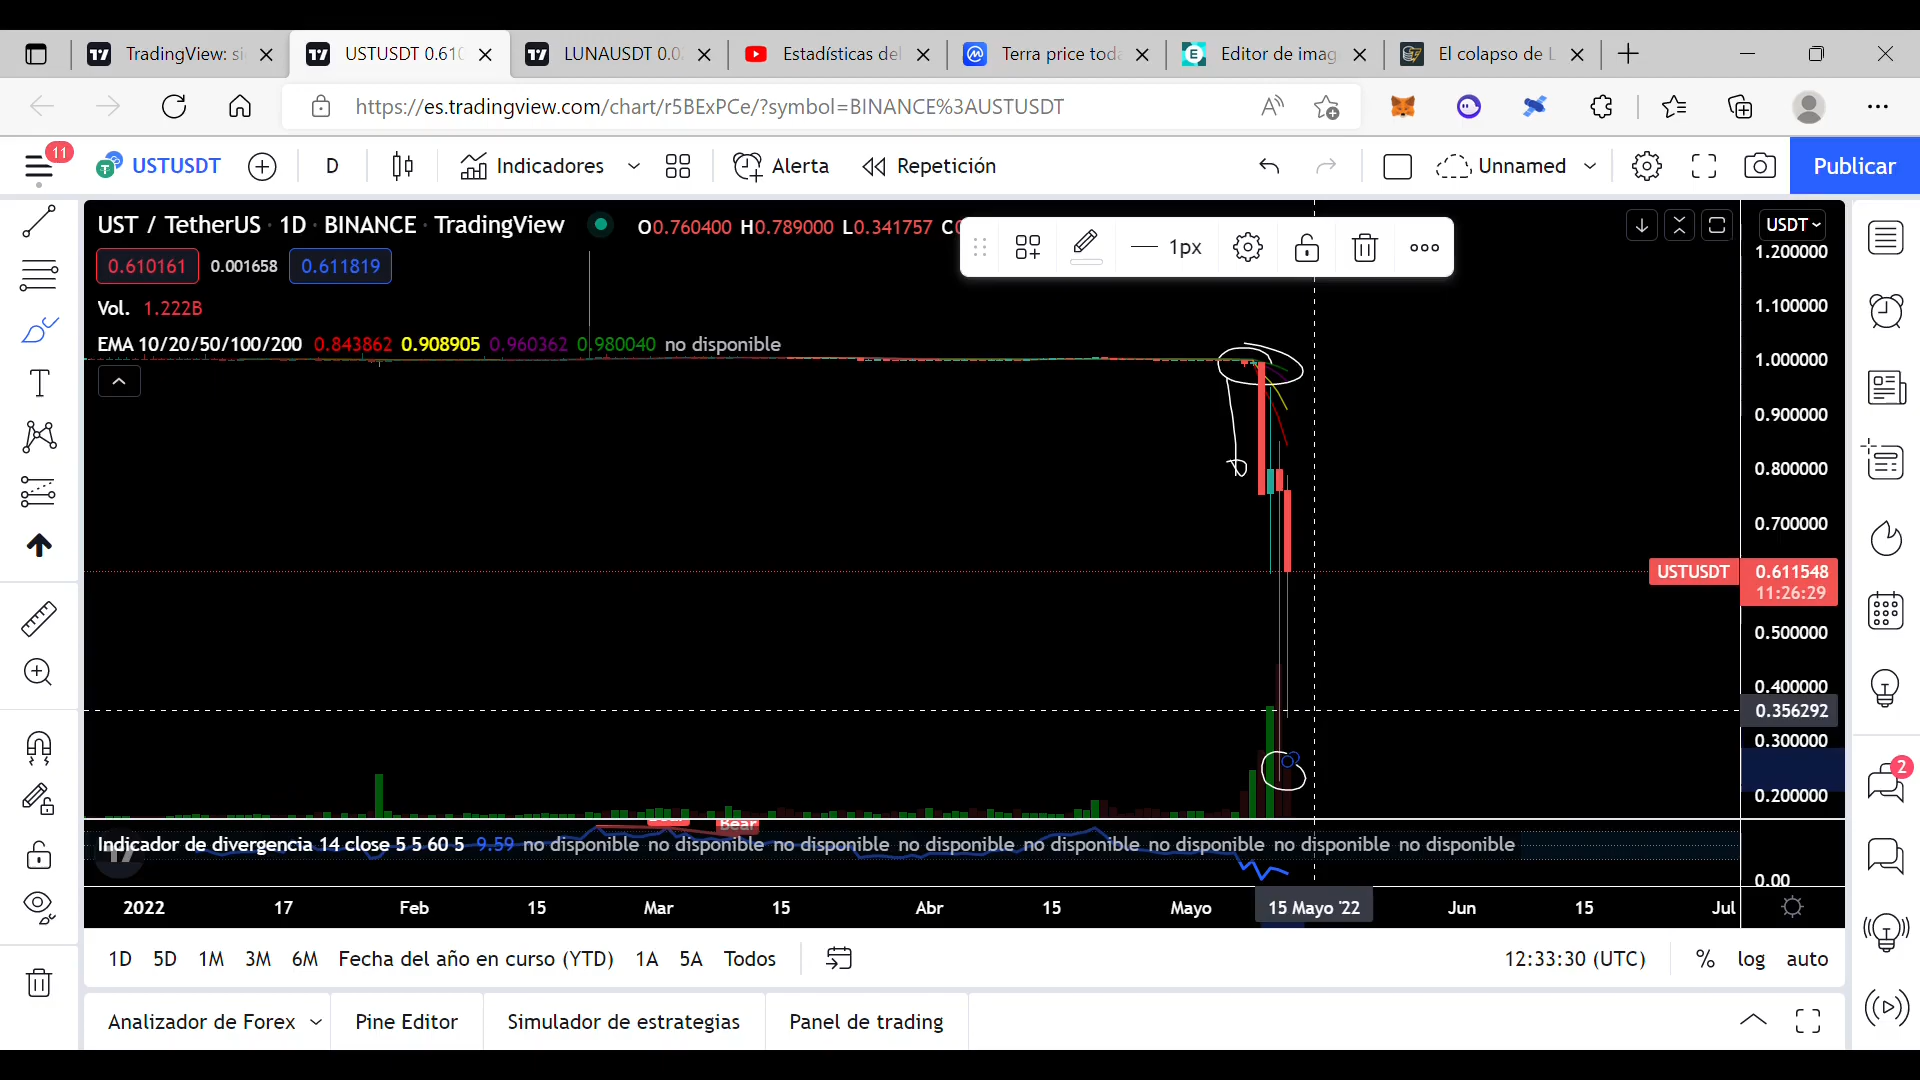 TradingView: si
USTUSDT 0.610
LUNAUSDT 0.0
Estadísticas del
Terra price toda
Editor de imag
El colapso de L
https://es.tradingview.com/chart/r5BExPCe/?symbol=BINANCE%3AUSTUSDT
11
USTUSDT
D
Indicadores
Alerta
Repetición
Unnamed
Publicar
UST / TetherUS · 1D · BINANCE · TradingView
O0.760400 H0.789000 L0.341757 C
1px
USDT
0.610161
0.001658
0.611819
Vol. 1.222B
EMA 10/20/50/100/200 0.843862 0.908905 0.960362 0.980040 no disponible
1.200000
1.100000
1.000000
0.900000
0.800000
0.700000
USTUSDT
0.611548
11:26:29
0.500000
0.400000
0.356292
0.300000
0.200000
2
Bear
Indicador de divergencia 14 close 5 5 60 5 9.59 no disponible no disponible no disponible no disponible no disponible no disponible no disponible no disponible
0.00
2022 17 Feb 15 Mar 15 Abr 15 Mayo 15 Mayo '22 Jun 15 Jul
1D 5D 1M 3M 6M Fecha del año en curso (YTD) 1A 5A Todos
12:33:30 (UTC)
% log auto
Analizador de Forex
Pine Editor
Simulador de estrategias
Panel de trading